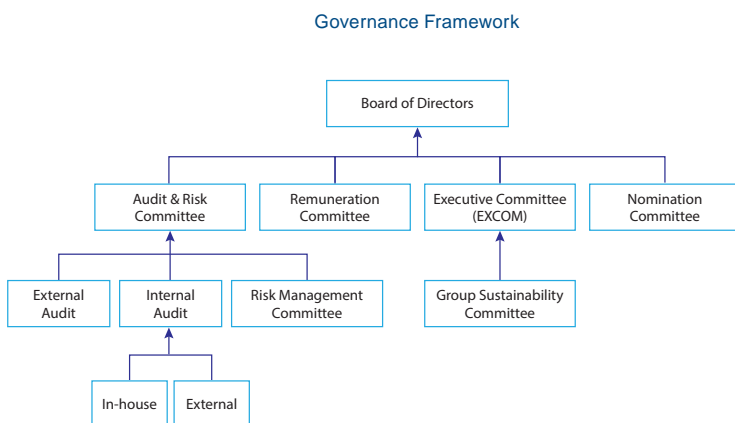 Governance Framework
Board of Directors
Audit & Risk
Committee
Remuneration
Committee
Executive Committee
(EXCOM)
Nomination
Committee
External
Audit
Internal
Audit
Risk Management
Committee
Group Sustainability
Committee
In-house
External